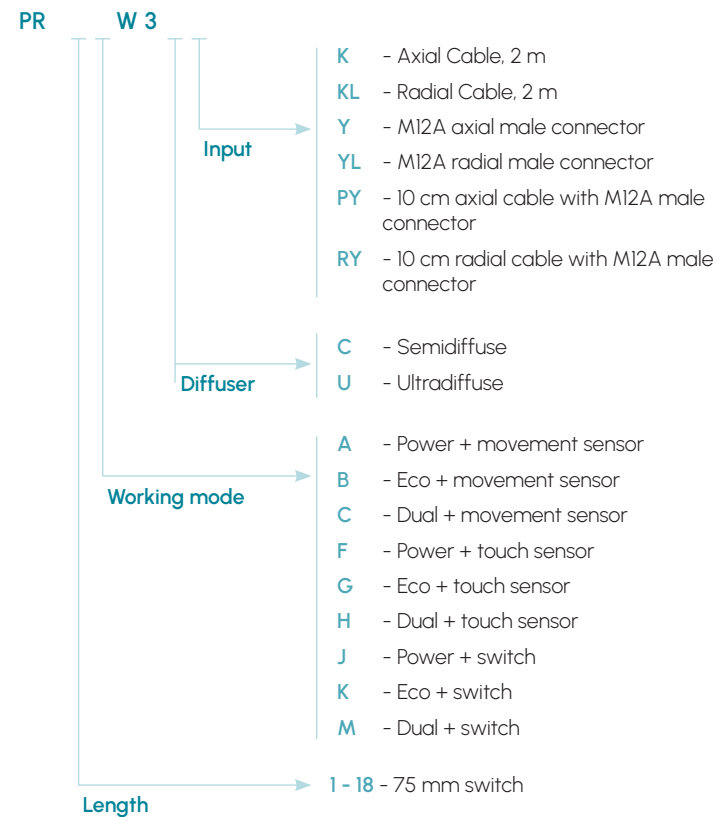 PR W 3
K - Axial Cable, 2 m
KL - Radial Cable, 2 m
Y - M12A axial male connector
YL - M12A radial male connector
PY - 10 cm axial cable with M12A male
connector
RY - 10 cm radial cable with M12A male
connector
Input
C - Semidiffuse
U - Ultradiffuse
Diffuser
A - Power + movement sensor
B - Eco + movement sensor
C - Dual + movement sensor
F - Power + touch sensor
G - Eco + touch sensor
H - Dual + touch sensor
J - Power + switch
K - Eco + switch
M - Dual + switch
Working mode
1 - 18 - 75 mm switch
Length